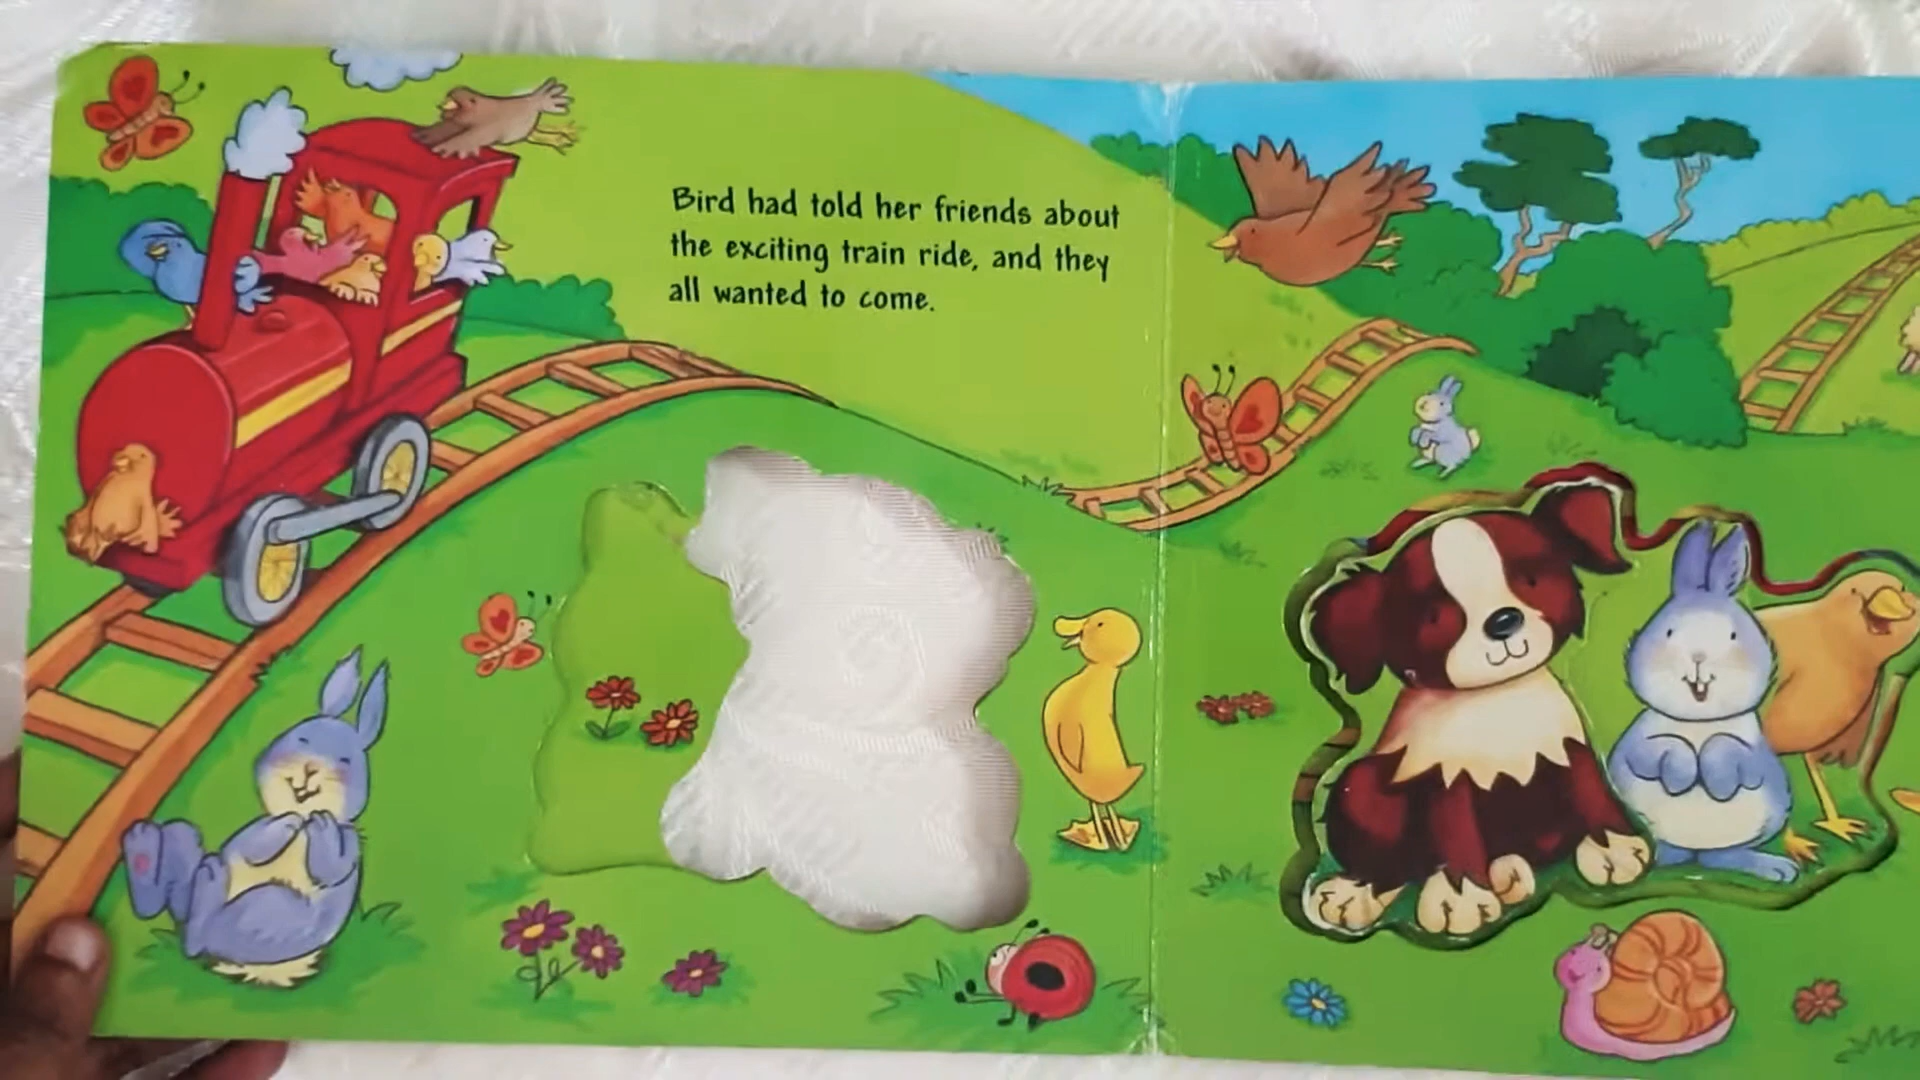 Bird had told her friends about
the exciting train ride, and they
all wanted to come.